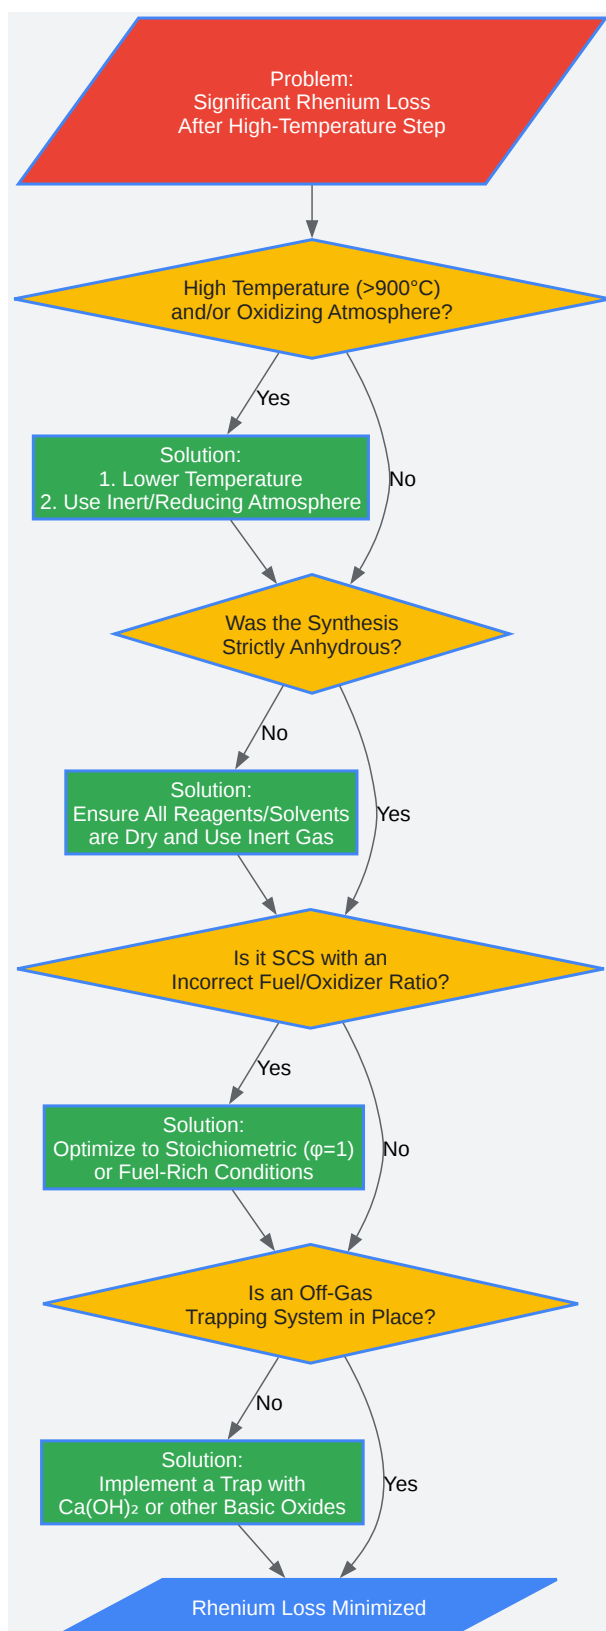 Problem:
Significant Rhenium Loss
After High-Temperature Step
High Temperature (>900°C)
and/or Oxidizing Atmosphere?
Yes
Solution:
1. Lower Temperature
2. Use Inert/Reducing Atmosphere
No
Was the Synthesis
Strictly Anhydrous?
No
Solution:
Ensure All Reagents/Solvents
are Dry and Use Inert Gas
Yes
Is it SCS with an
Incorrect Fuel/Oxidizer Ratio?
Yes
Solution:
Optimize to Stoichiometric (φ=1)
or Fuel-Rich Conditions
No
Is an Off-Gas
Trapping System in Place?
No
Solution:
Implement a Trap with
Ca(OH)₂ or other Basic Oxides
Yes
Rhenium Loss Minimized